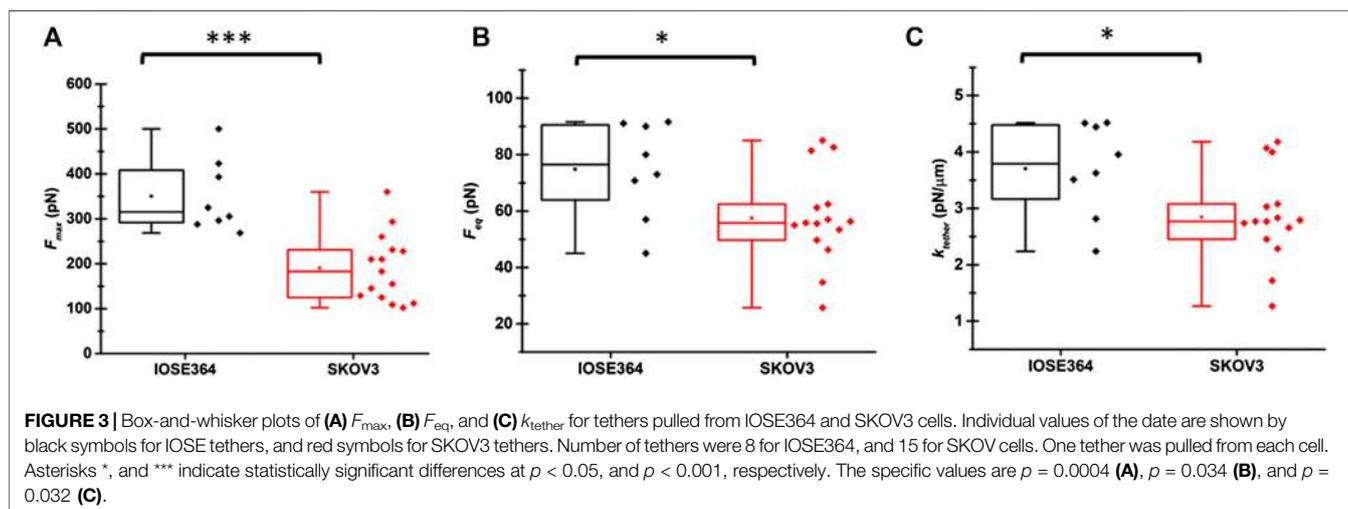 A
***
600
500
400
300
200
100
0
F_max (pN)
IOSE364 SKOV3
B
*
100
80
60
40
20
F_eq (pN)
IOSE364 SKOV3
C
*
5
4
3
2
1
k_tether (pN/μm)
IOSE364 SKOV3
FIGURE 3 | Box-and-whisker plots of (A) Fmax, (B) Feq, and (C) ktether for tethers pulled from IOSE364 and SKOV3 cells. Individual values of the date are shown by
black symbols for IOSE tethers, and red symbols for SKOV3 tethers. Number of tethers were 8 for IOSE364, and 15 for SKOV cells. One tether was pulled from each cell.
Asterisks *, and *** indicate statistically significant differences at p < 0.05, and p < 0.001, respectively. The specific values are p = 0.0004 (A), p = 0.034 (B), and p =
0.032 (C).